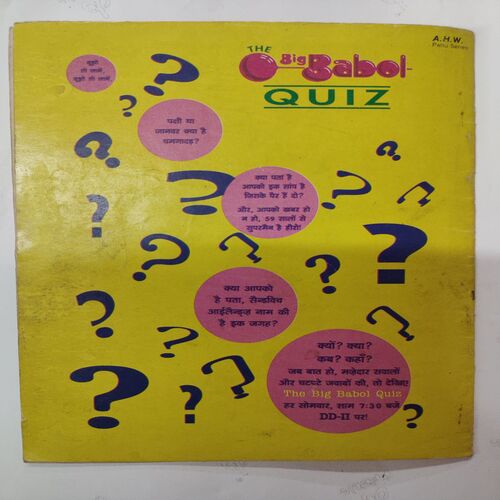 A.H.W.
Pattu Series
THE
Big Babol
QUIZ
बूझो
तो जानें,
बूझो तो जानें
पक्षी या
जानवर क्या है
चमगादड़?
क्या पता है
आपको इक सांप है
जिसके पैर हैं दो?
और, आपको खबर हो
न हो, 59 सालों से
सुपरमैन है हीरो!
क्या आपको
है पता, सैन्डविच
आईलैन्ड्ज़ नाम की
है इक जगह?
क्यों? क्या?
कब? कहाँ?
जब बात हो, मज़ेदार सवालों
और चटपटे जवाबों की, तो देखिए
The Big Babol Quiz
हर सोमवार, शाम 7:30 बजे
DD-II पर!